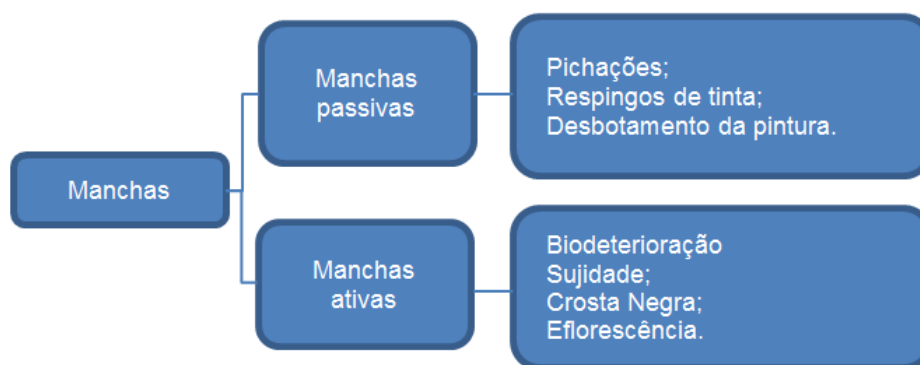 Manchas
Manchas
passivas
Pichações;
Respingos de tinta;
Desbotamento da pintura.
Manchas
ativas
Biodeterioração
Sujidade;
Crosta Negra;
Eflorescência.